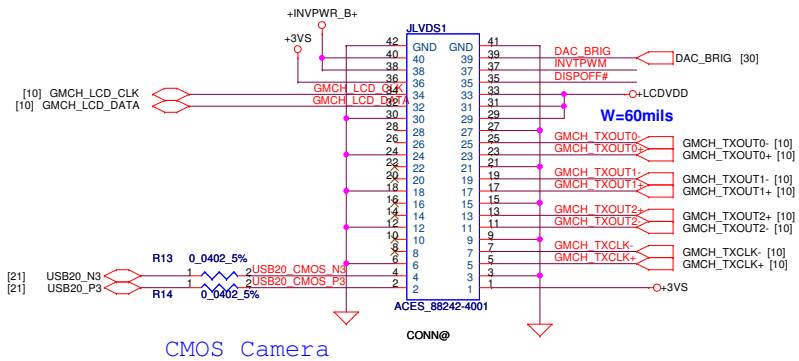 +INVPWR_B+
JLVDS1
+3VS
42 GND GND 41
40 40 39 39 DAC_BRIG DAC_BRIG [30]
38 38 37 37 INVTPWM
36 36 35 35 DISPOFF#
[10] GMCH_LCD_CLK GMCH_LCD_CLK 34 34 33 33 +LCDVDD
[10] GMCH_LCD_DATA GMCH_LCD_DATA 32 32 31 31
30 30 29 29 W=60mils
28 28 27 27
26 26 25 25 GMCH_TXOUT0- GMCH_TXOUT0- [10]
24 24 23 23 GMCH_TXOUT0+ GMCH_TXOUT0+ [10]
22 22 21 21
20 20 19 19 GMCH_TXOUT1- GMCH_TXOUT1- [10]
18 18 17 17 GMCH_TXOUT1+ GMCH_TXOUT1+ [10]
16 16 15 15
14 14 13 13 GMCH_TXOUT2+ GMCH_TXOUT2+ [10]
12 12 11 11 GMCH_TXOUT2- GMCH_TXOUT2- [10]
10 10 9 9
8 8 7 7 GMCH_TXCLK- GMCH_TXCLK- [10]
R13 0_0402_5%
6 6 5 5 GMCH_TXCLK+ GMCH_TXCLK+ [10]
[21] USB20_N3 1 2 USB20_CMOS_N3 4 4 3 3
[21] USB20_P3 1 2 USB20_CMOS_P3 2 2 1 1 +3VS
R14 0_0402_5%
ACES_88242-4001
CONN@
CMOS Camera